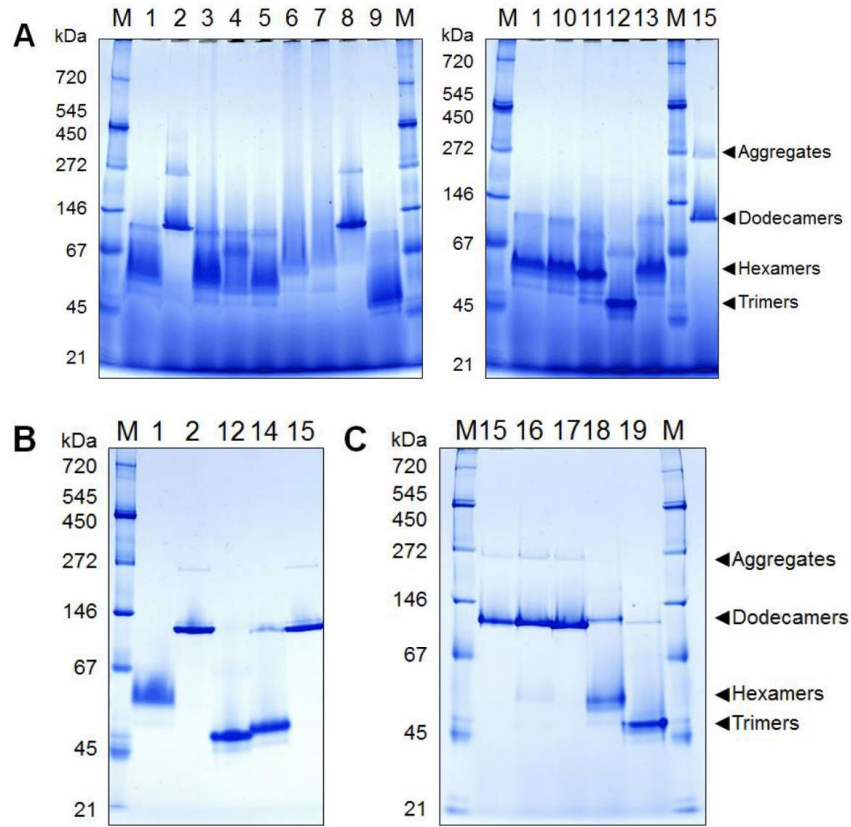 A
kDa
M 1 2 3 4 5 6 7 8 9 M
720
545
450
272
146
67
45
21
kDa
M 1 10 11 12 13 M 15
720
545
450
272
146
67
45
21
◄Aggregates
◄Dodecamers
◄Hexamers
◄Trimers
B
kDa
M 1 2 12 14 15
720
545
450
272
146
67
45
21
C
kDa
M 15 16 17 18 19 M
720
545
450
272
146
67
45
21
◄Aggregates
◄Dodecamers
◄Hexamers
◄Trimers